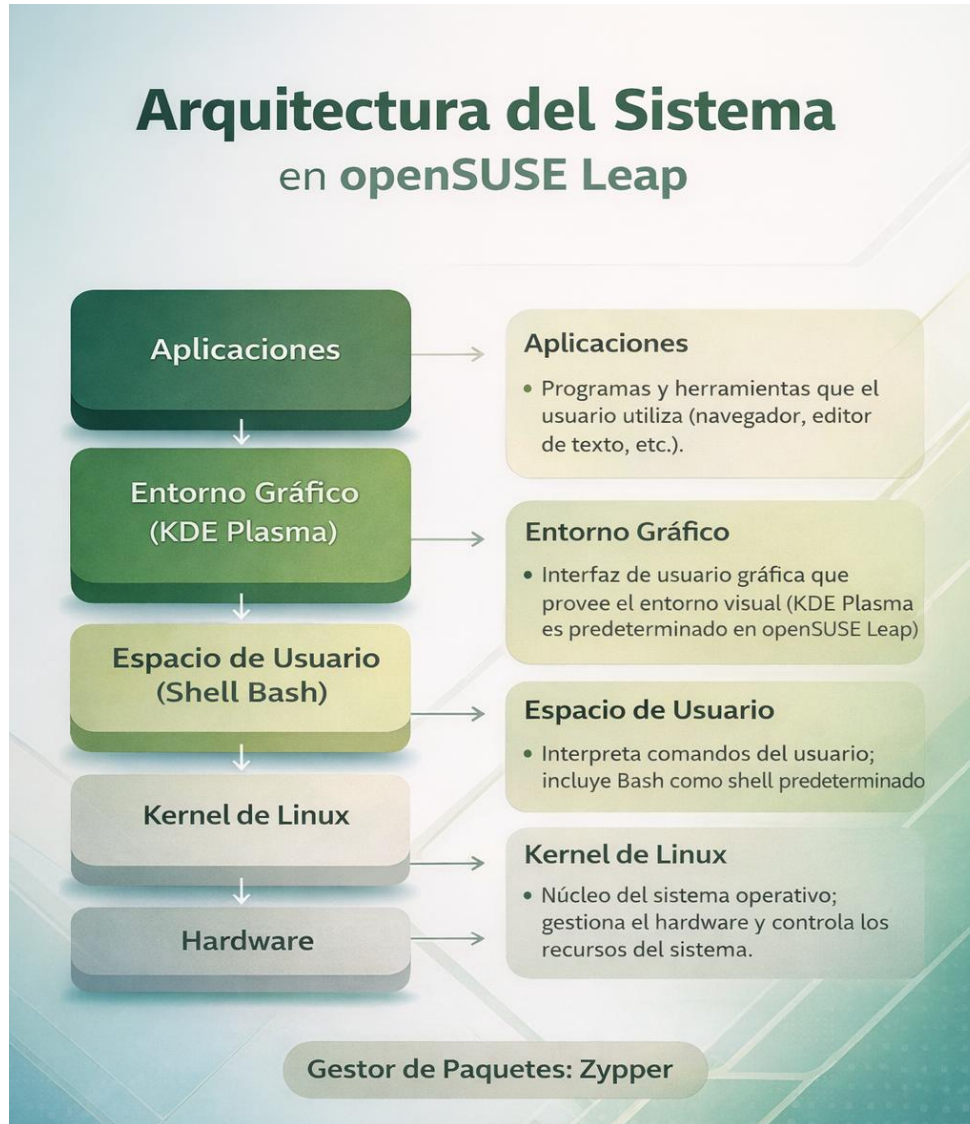 Arquitectura del Sistema
en openSUSE Leap
Aplicaciones
Aplicaciones
• Programas y herramientas que el
usuario utiliza (navegador, editor
de texto, etc.).
Entorno Gráfico
(KDE Plasma)
Entorno Gráfico
• Interfaz de usuario gráfica que
provee el entorno visual (KDE Plasma
es predeterminado en openSUSE Leap)
Espacio de Usuario
(Shell Bash)
Espacio de Usuario
• Interpreta comandos del usuario;
incluye Bash como shell predeterminado
Kernel de Linux
Kernel de Linux
• Núcleo del sistema operativo;
gestiona el hardware y controla los
recursos del sistema.
Hardware
Gestor de Paquetes: Zypper